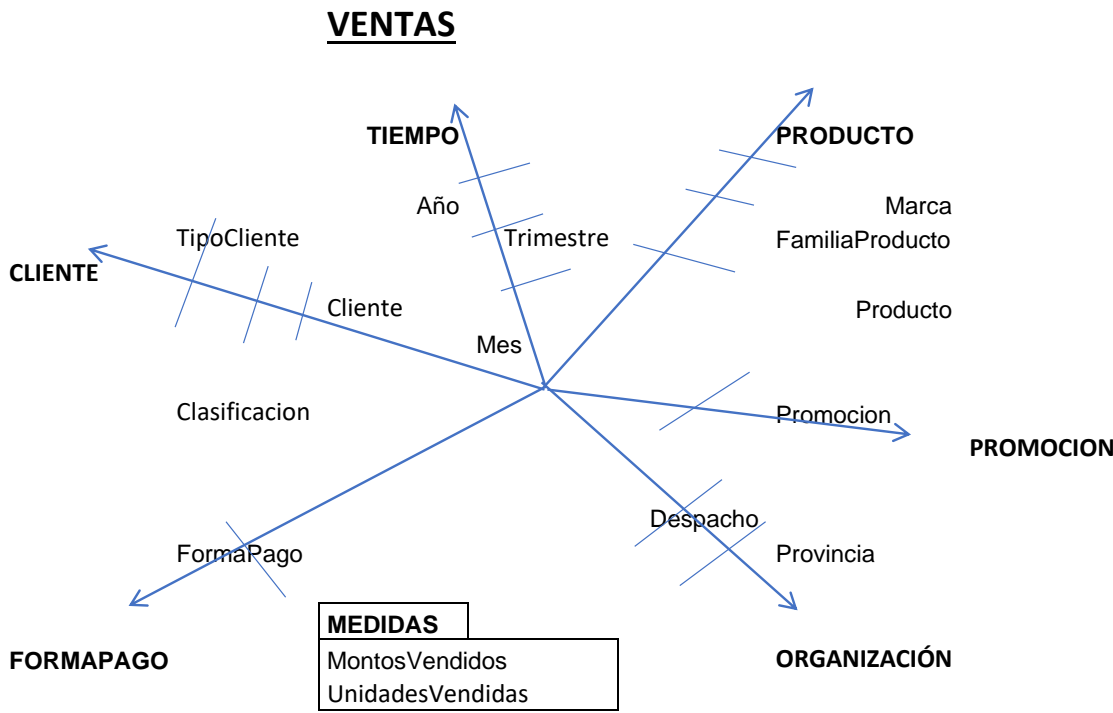 VENTAS
TIEMPO
PRODUCTO
Año
Marca
TipoCliente
Trimestre
FamiliaProducto
CLIENTE
Cliente
Producto
Mes
Clasificacion
Promocion
PROMOCION
Despacho
FormaPago
Provincia
MEDIDAS
FORMAPAGO
MontosVendidos
ORGANIZACIÓN
UnidadesVendidas